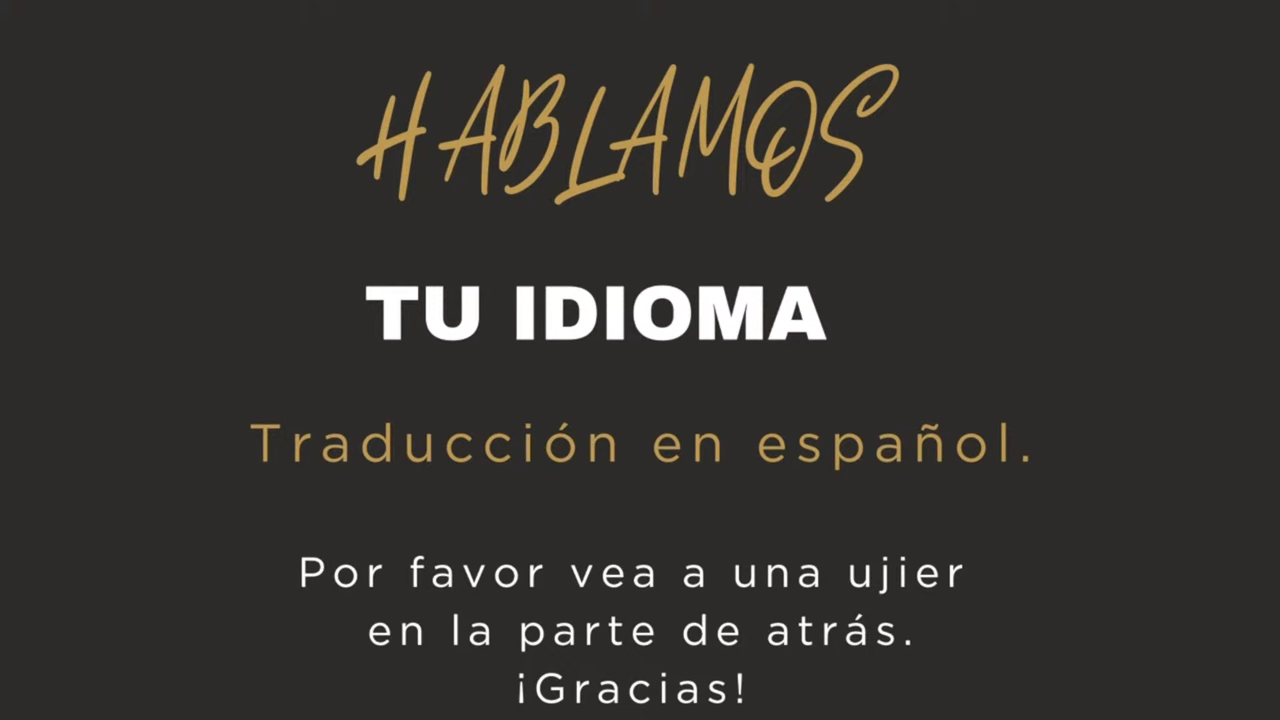 HABLAMOS
TU IDIOMA
Traducción en español.
Por favor vea a una ujier
en la parte de atrás.
¡Gracias!